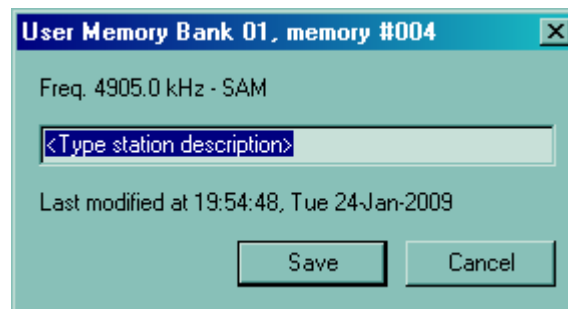 User Memory Bank 01, memory #004
Freq. 4905.0 kHz - SAM
<Type station description>
Last modified at 19:54:48, Tue 24-Jan-2009
Save Cancel